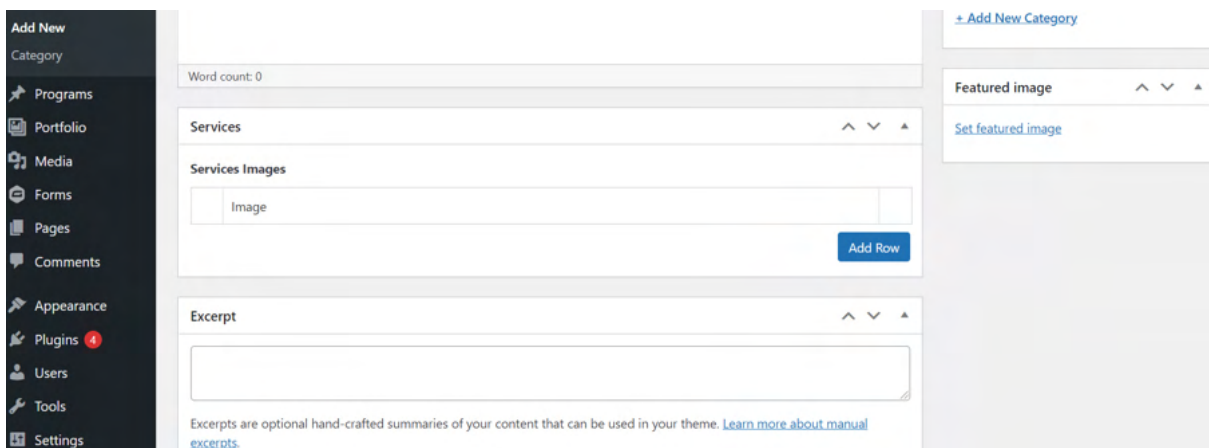 Add New
Category
Programs
Portfolio
Media
Forms
Pages
Comments
Appearance
Plugins 4
Users
Tools
Settings
Word count: 0
Services
Services Images
Image
Add Row
Excerpt
Excerpts are optional hand-crafted summaries of your content that can be used in your theme. Learn more about manual
excerpts.
+ Add New Category
Featured image
Set featured image